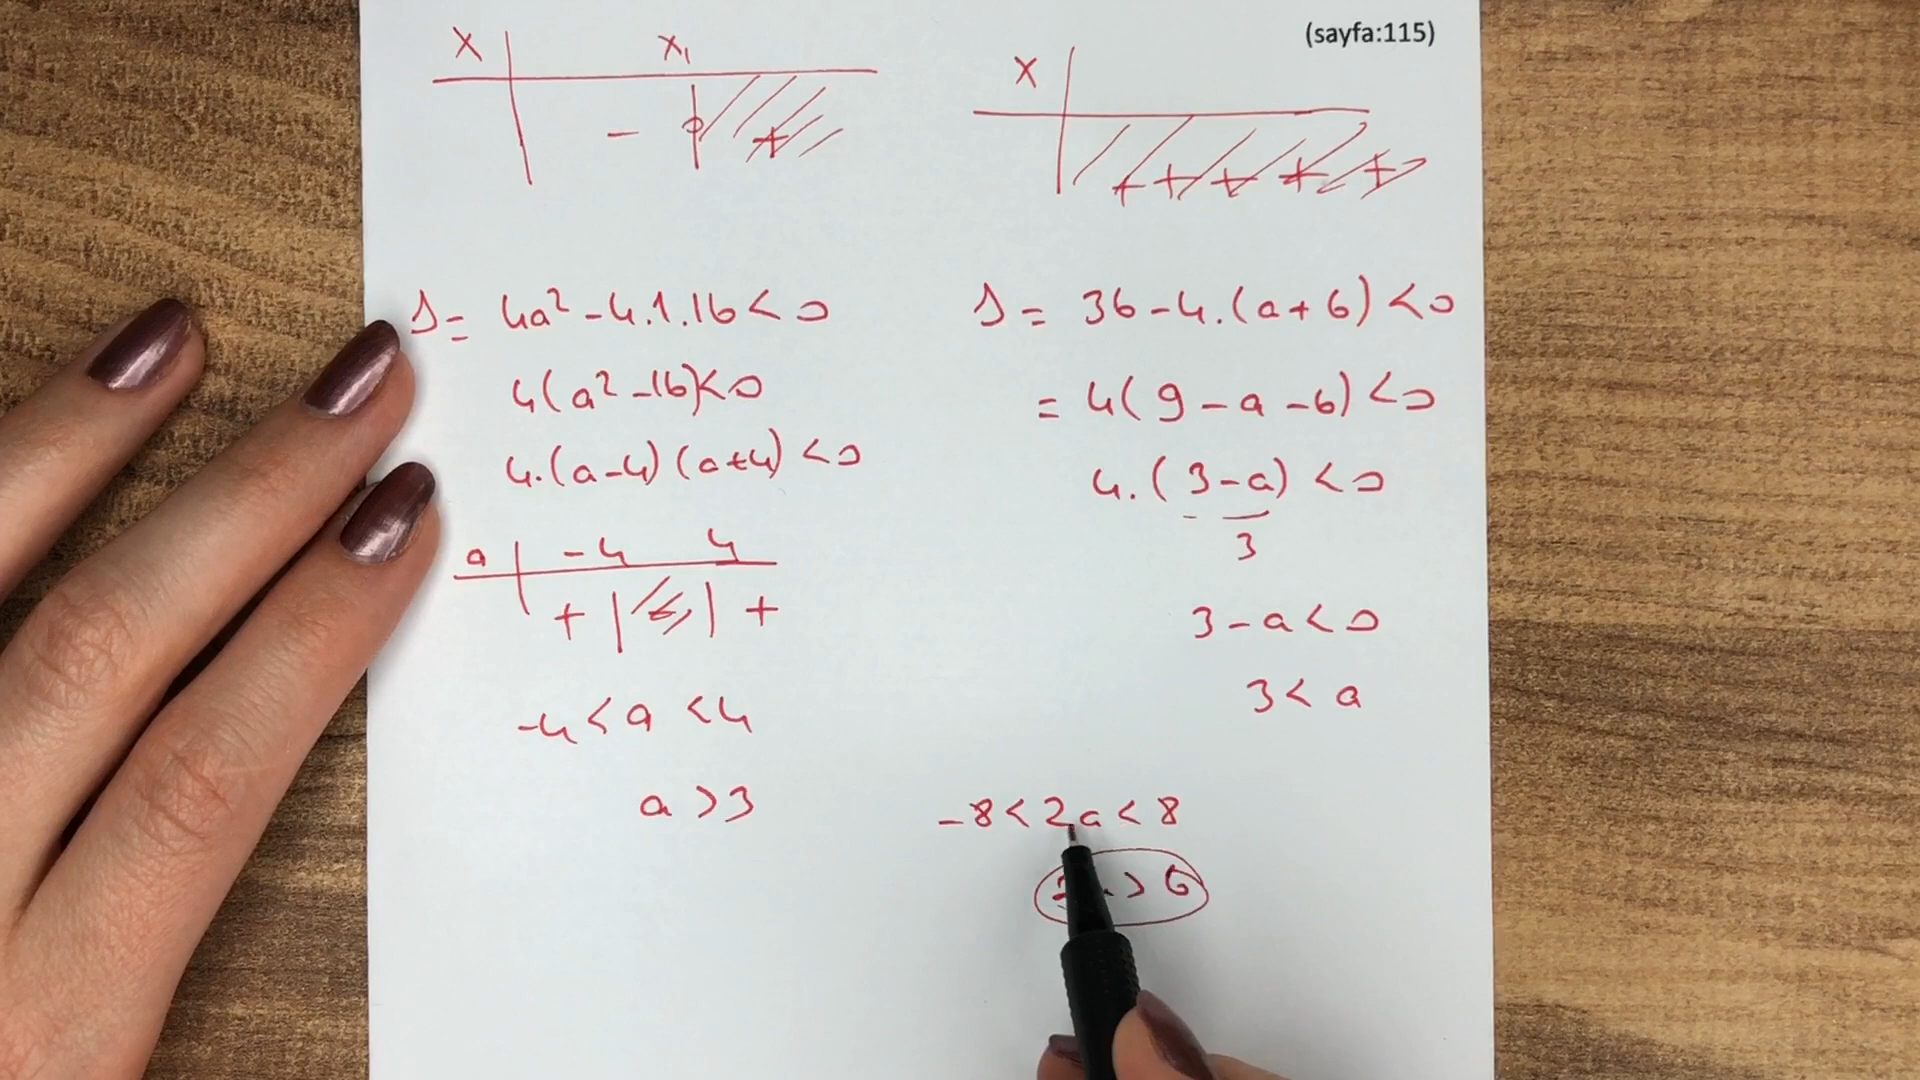 (sayfa:115)
x x₁
- +
x
+ + + + +
Δ = 4a² - 4.1.16 < 0
4(a² - 16) < 0
4.(a-4)(a+4) < 0
a -4 4
+ - +
-4 < a < 4
a > 3
Δ = 36 - 4.(a+6) < 0
= 4(9 - a - 6) < 0
4.(3-a) < 0
3
3 - a < 0
3 < a
-8 < 2a < 8
> 6